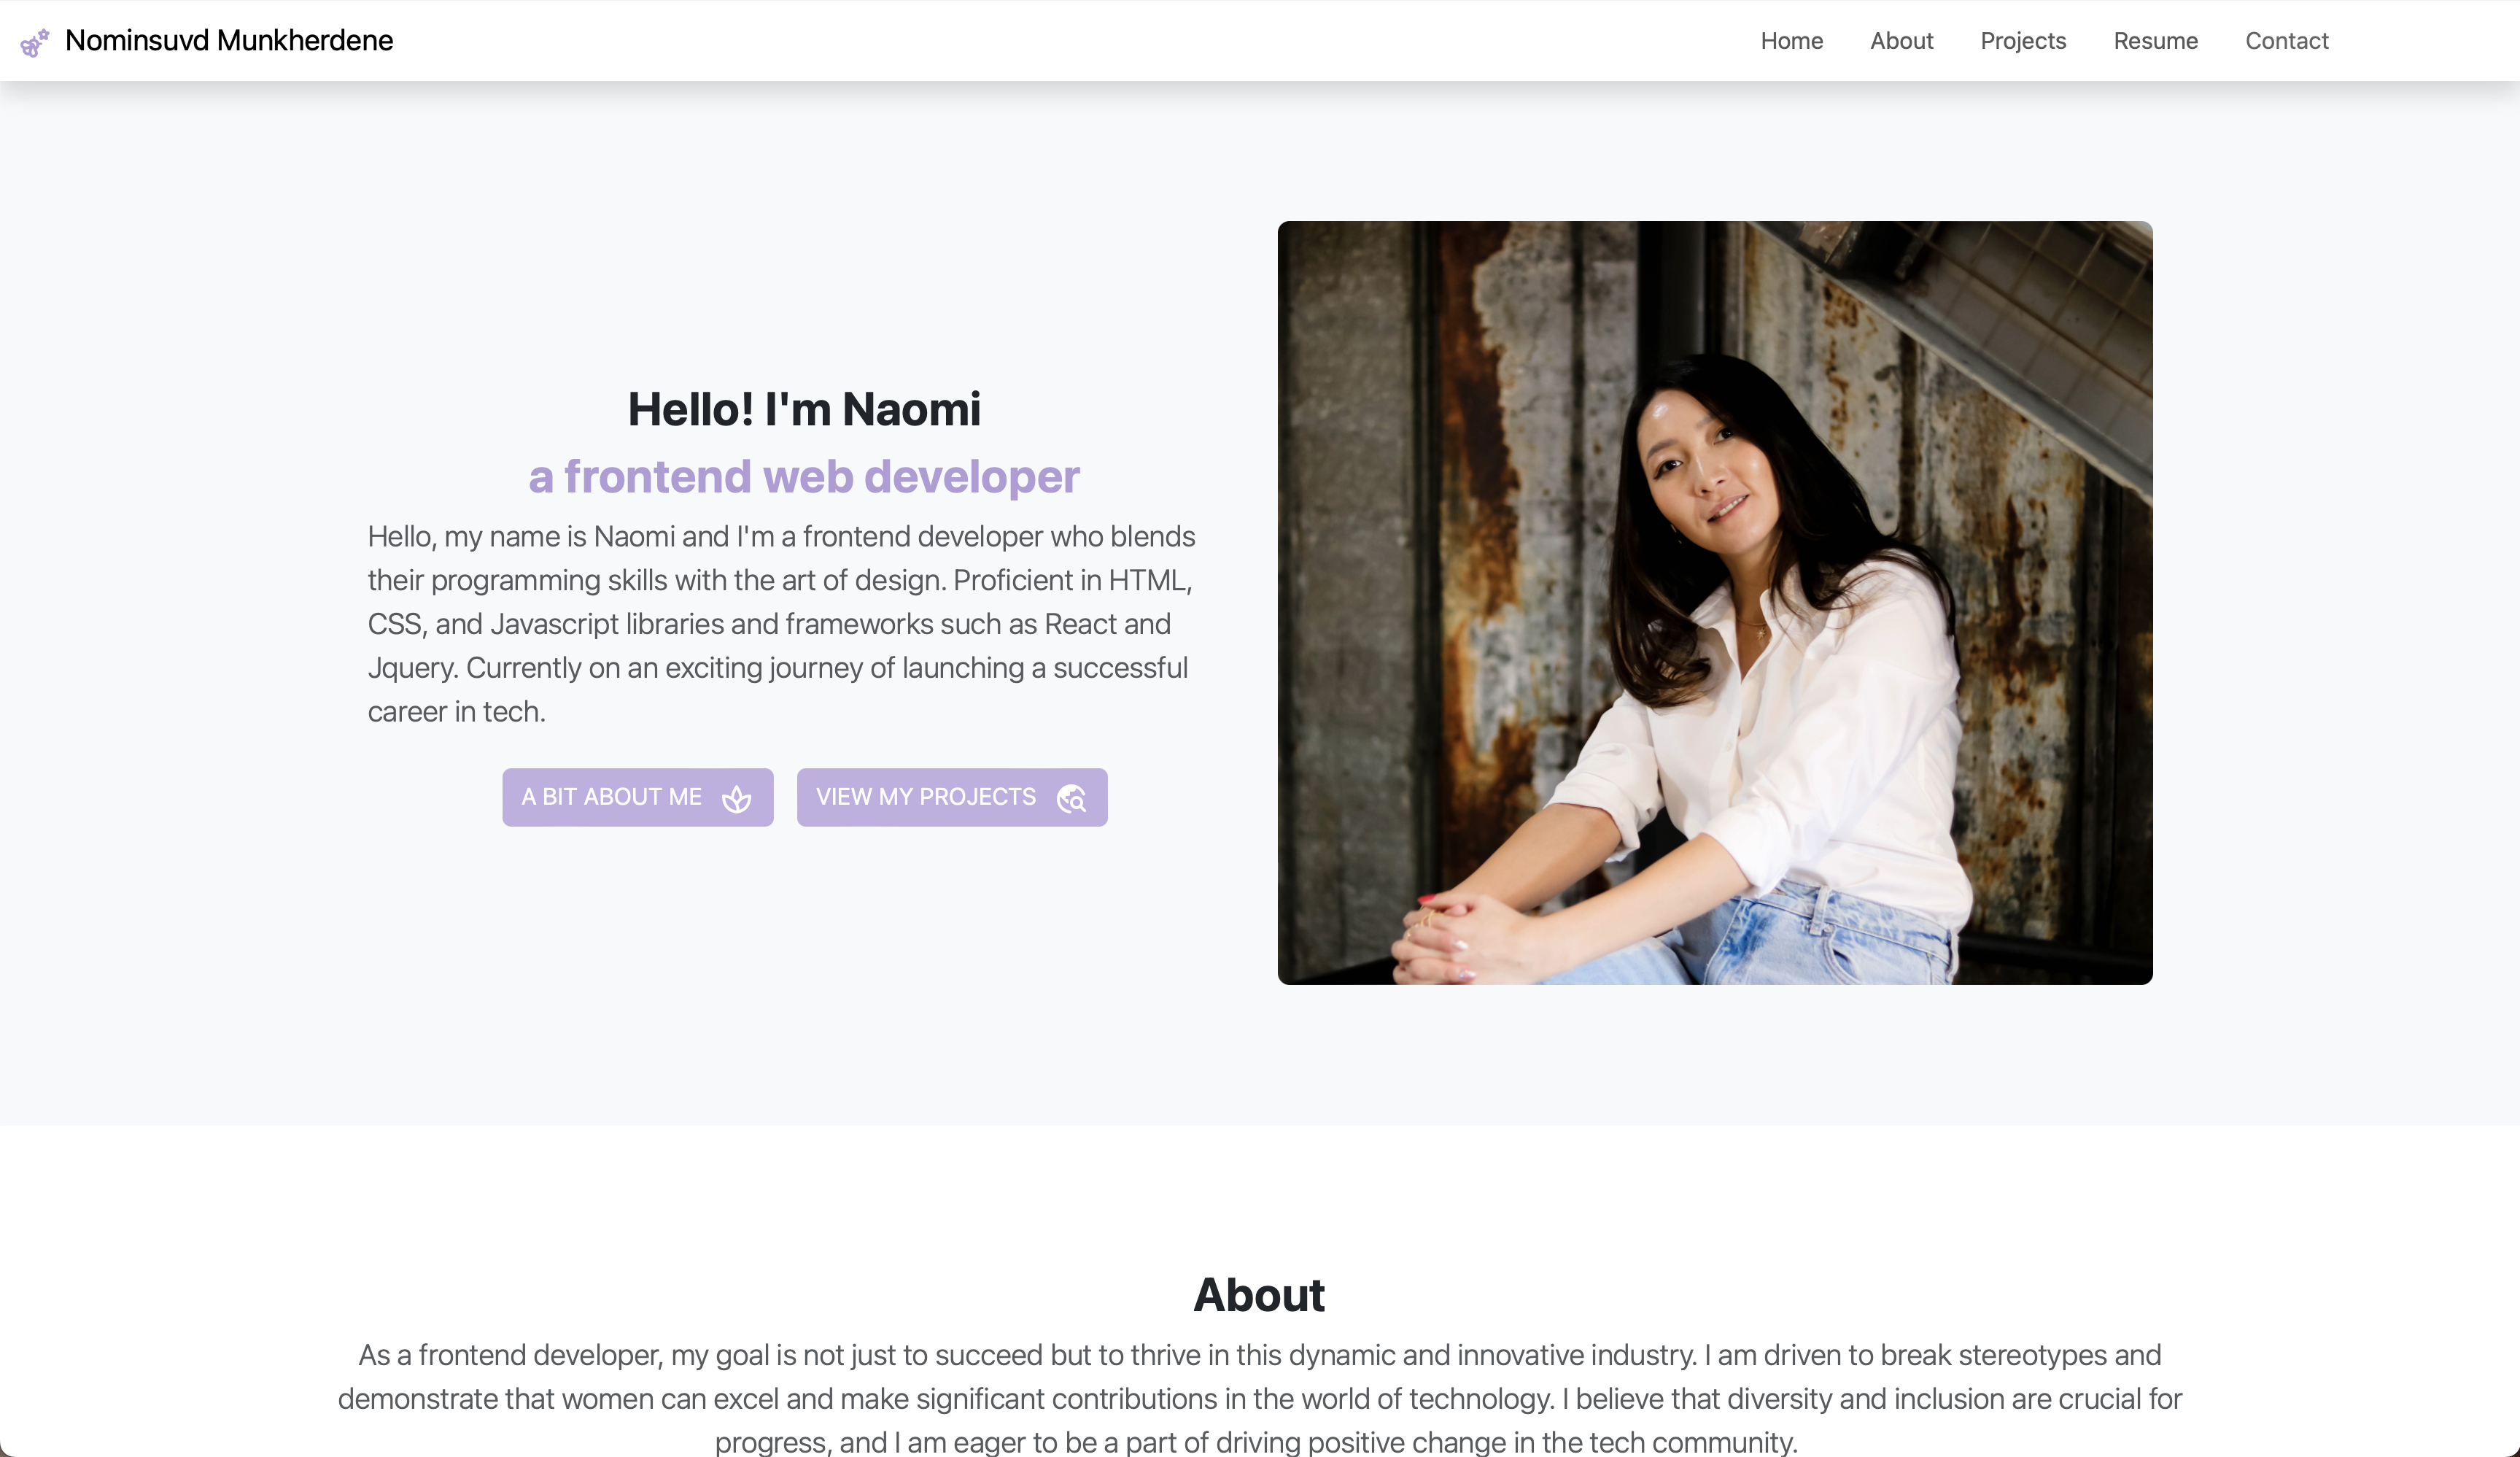 Nominsuvd Munkherdene
Home About Projects Resume Contact
Hello! I'm Naomi
a frontend web developer
Hello, my name is Naomi and I'm a frontend developer who blends
their programming skills with the art of design. Proficient in HTML,
CSS, and Javascript libraries and frameworks such as React and
Jquery. Currently on an exciting journey of launching a successful
career in tech.
A BIT ABOUT ME
VIEW MY PROJECTS
About
As a frontend developer, my goal is not just to succeed but to thrive in this dynamic and innovative industry. I am driven to break stereotypes and
demonstrate that women can excel and make significant contributions in the world of technology. I believe that diversity and inclusion are crucial for
progress, and I am eager to be a part of driving positive change in the tech community.